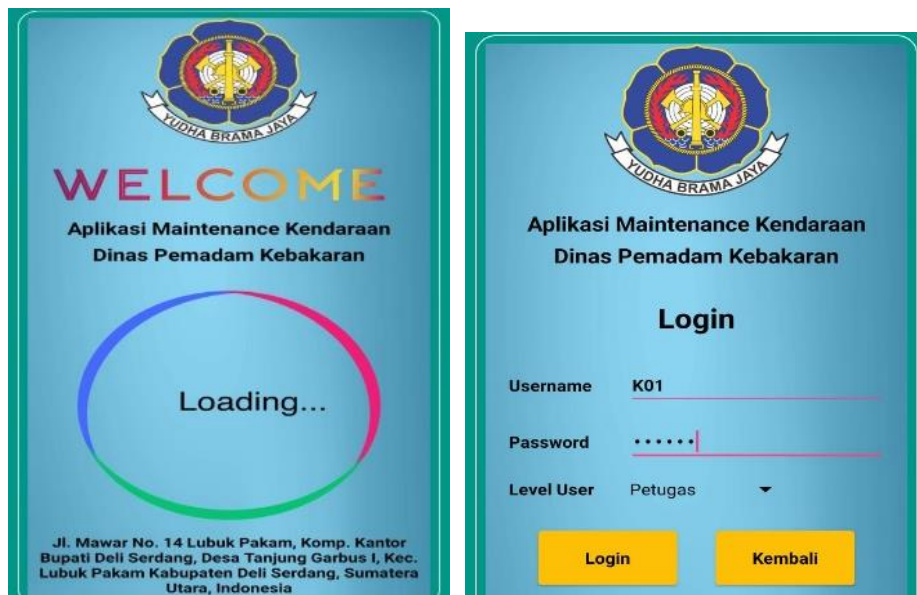 YUDHA BRAMA JAYA
WELCOME
Aplikasi Maintenance Kendaraan
Dinas Pemadam Kebakaran
Loading...
Jl. Mawar No. 14 Lubuk Pakam, Komp. Kantor
Bupati Deli Serdang, Desa Tanjung Garbus I, Kec.
Lubuk Pakam Kabupaten Deli Serdang, Sumatera
Utara, Indonesia
YUDHA BRAMA JAYA
Aplikasi Maintenance Kendaraan
Dinas Pemadam Kebakaran
Login
Username K01
Password ••••••
Level User Petugas
Login Kembali